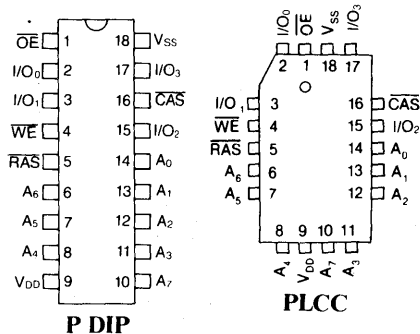 OE 1 18 VSS
I/O0 2 17 I/O3
I/O1 3 16 CAS
WE 4 15 I/O2
RAS 5 14 A0
A6 6 13 A1
A5 7 12 A2
A4 8 11 A3
VDD 9 10 A7
P DIP
I/O0 OE VSS I/O3
2 1 18 17
I/O1 3 16 CAS
WE 4 15 I/O2
RAS 5 14 A0
A6 6 13 A1
A5 7 12 A2
8 9 10 11
A4 VDD A7 A3
PLCC